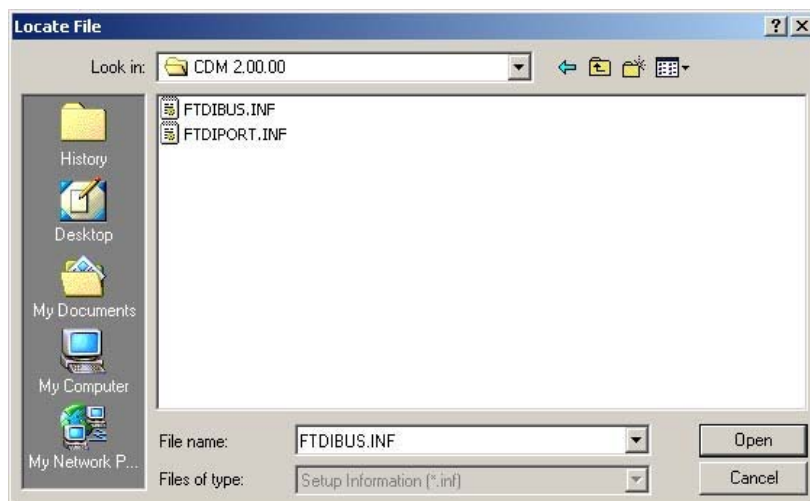 Locate File
Look in:
CDM 2.00.00
FTDIBUS.INF
FTDIPORT.INF
History
Desktop
My Documents
My Computer
My Network P...
File name:
FTDIBUS.INF
Open
Files of type:
Setup Information (*.inf)
Cancel